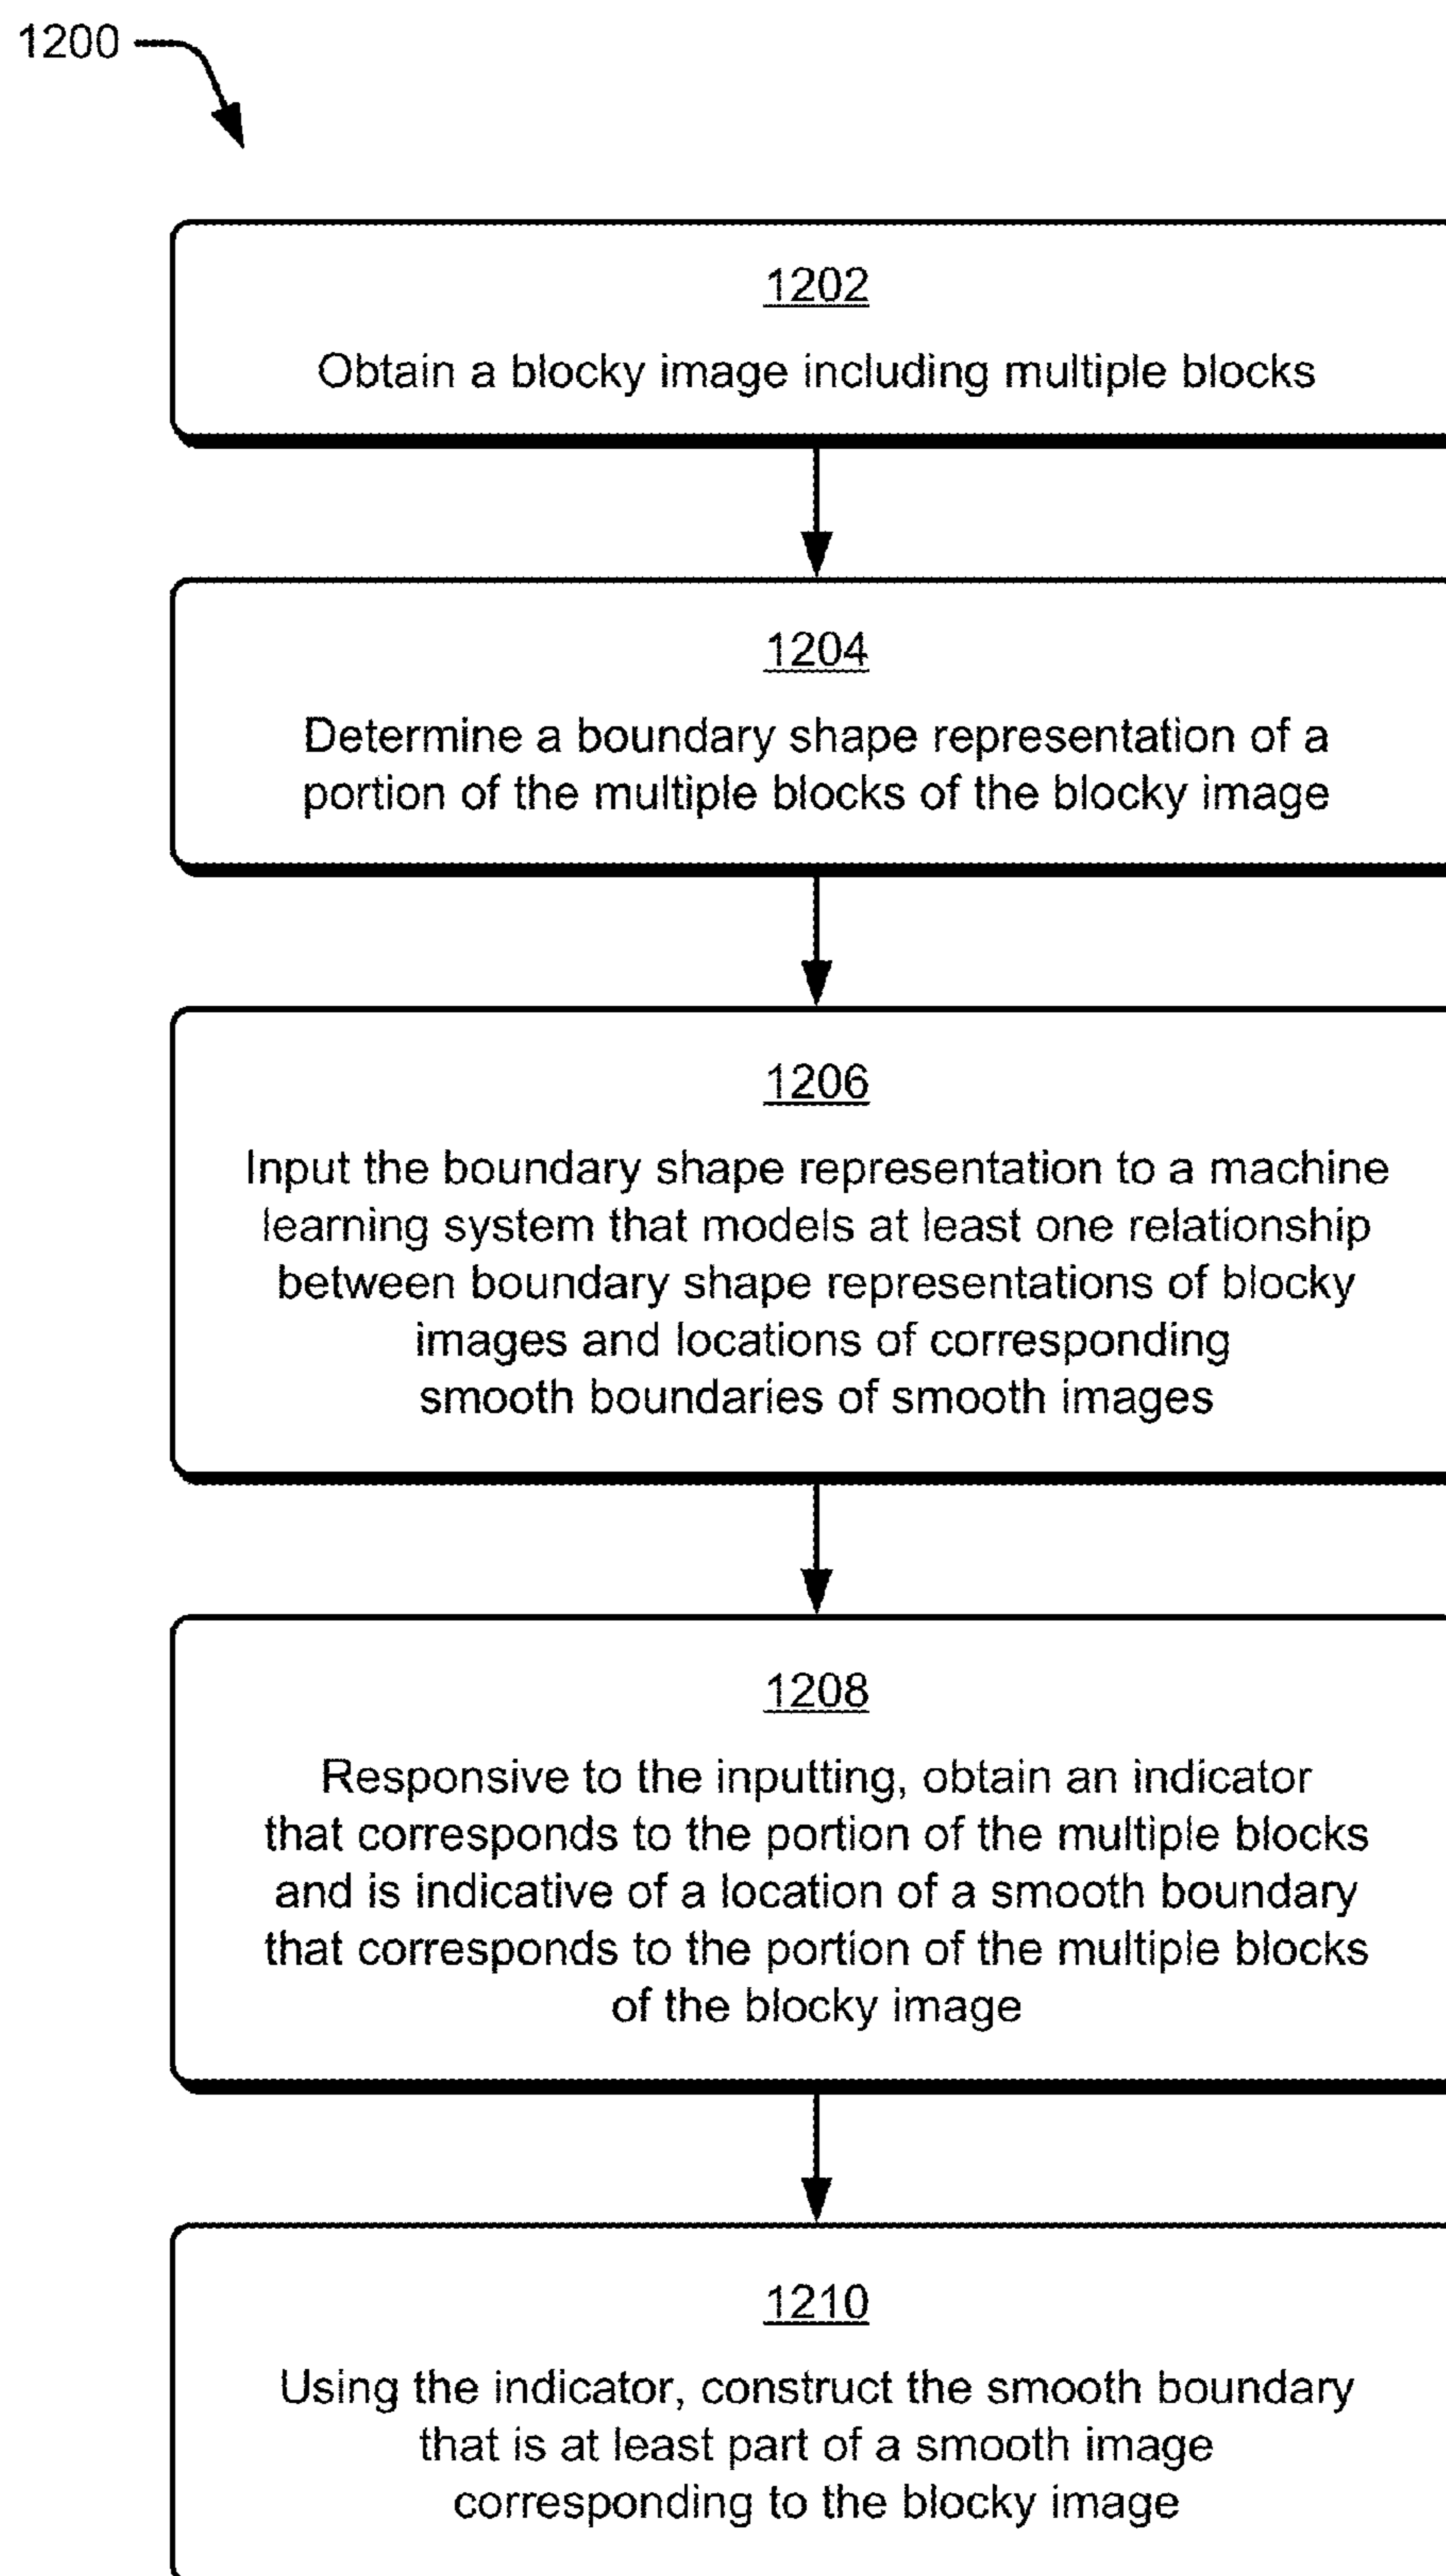 1200
1202
Obtain a blocky image including multiple blocks
1204
Determine a boundary shape representation of a
portion of the multiple blocks of the blocky image
1206
Input the boundary shape representation to a machine
learning system that models at least one relationship
between boundary shape representations of blocky
images and locations of corresponding
smooth boundaries of smooth images
1208
Responsive to the inputting, obtain an indicator
that corresponds to the portion of the multiple blocks
and is indicative of a location of a smooth boundary
that corresponds to the portion of the multiple blocks
of the blocky image
1210
Using the indicator, construct the smooth boundary
that is at least part of a smooth image
corresponding to the blocky image